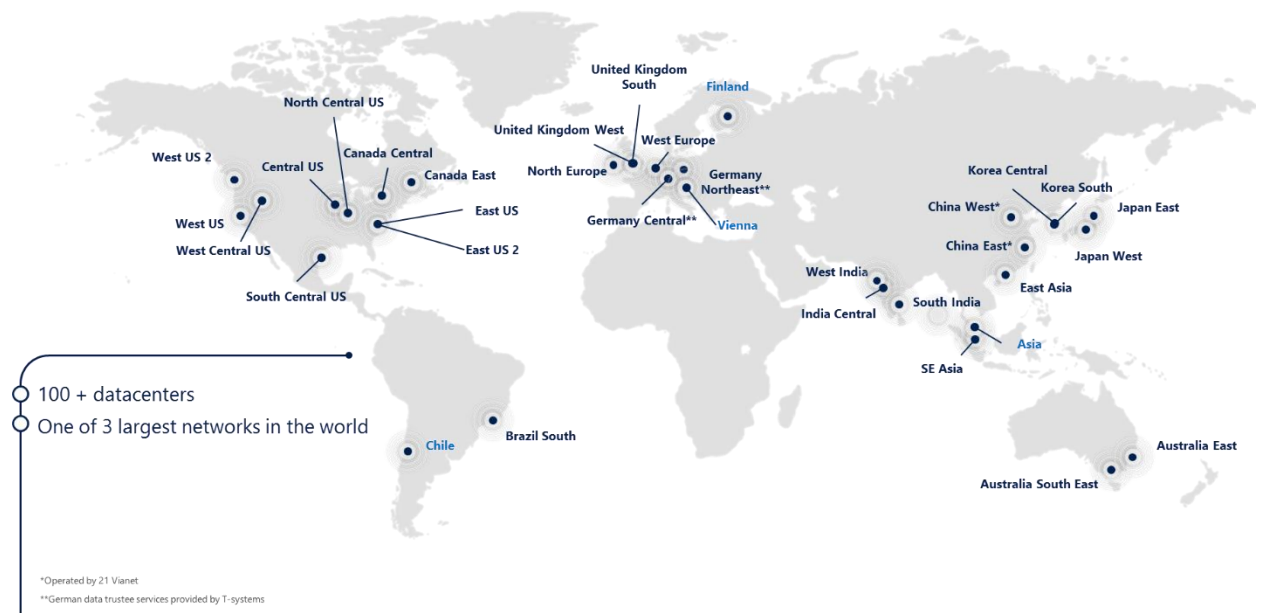 United Kingdom
South
Finland
North Central US
United Kingdom West
West Europe
West US 2
Central US
Canada Central
North Europe
Canada East
Germany
Northeast**
Korea Central
Korea South
China West*
Japan East
West US
East US
Germany Central**
Vienna
West Central US
East US 2
China East*
Japan West
West India
East Asia
South Central US
India Central
South India
Asia
SE Asia
100 + datacenters
One of 3 largest networks in the world
Chile
Brazil South
Australia East
Australia South East
*Operated by 21 Vianet
**German data trustee services provided by T-systems